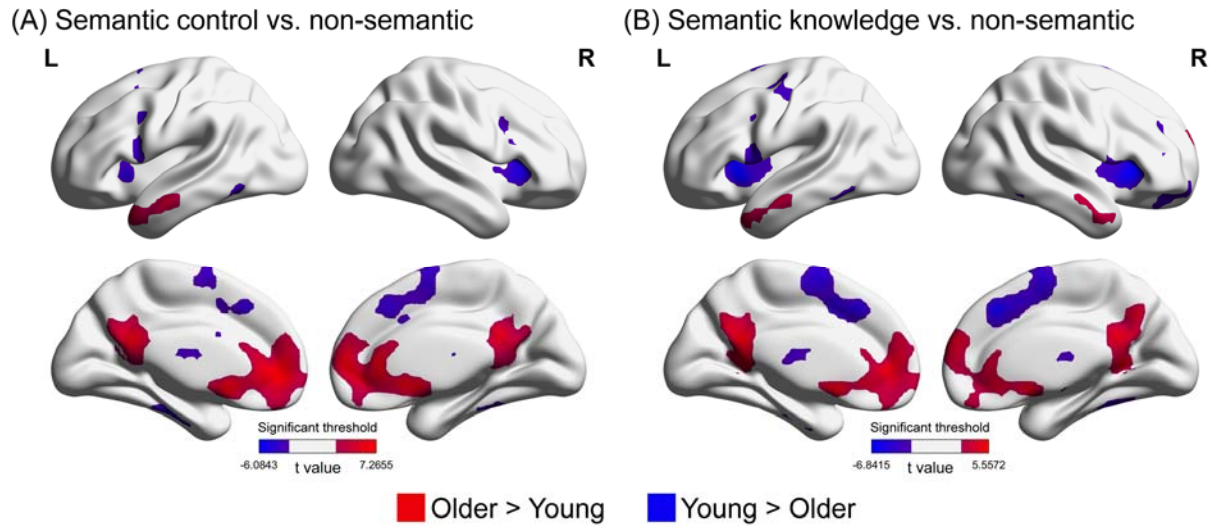 (A) Semantic control vs. non-semantic
(B) Semantic knowledge vs. non-semantic
L
R
L
R
Significant threshold
-6.0843
t value
7.2655
Significant threshold
-6.8415
t value
5.5572
Older > Young
Young > Older